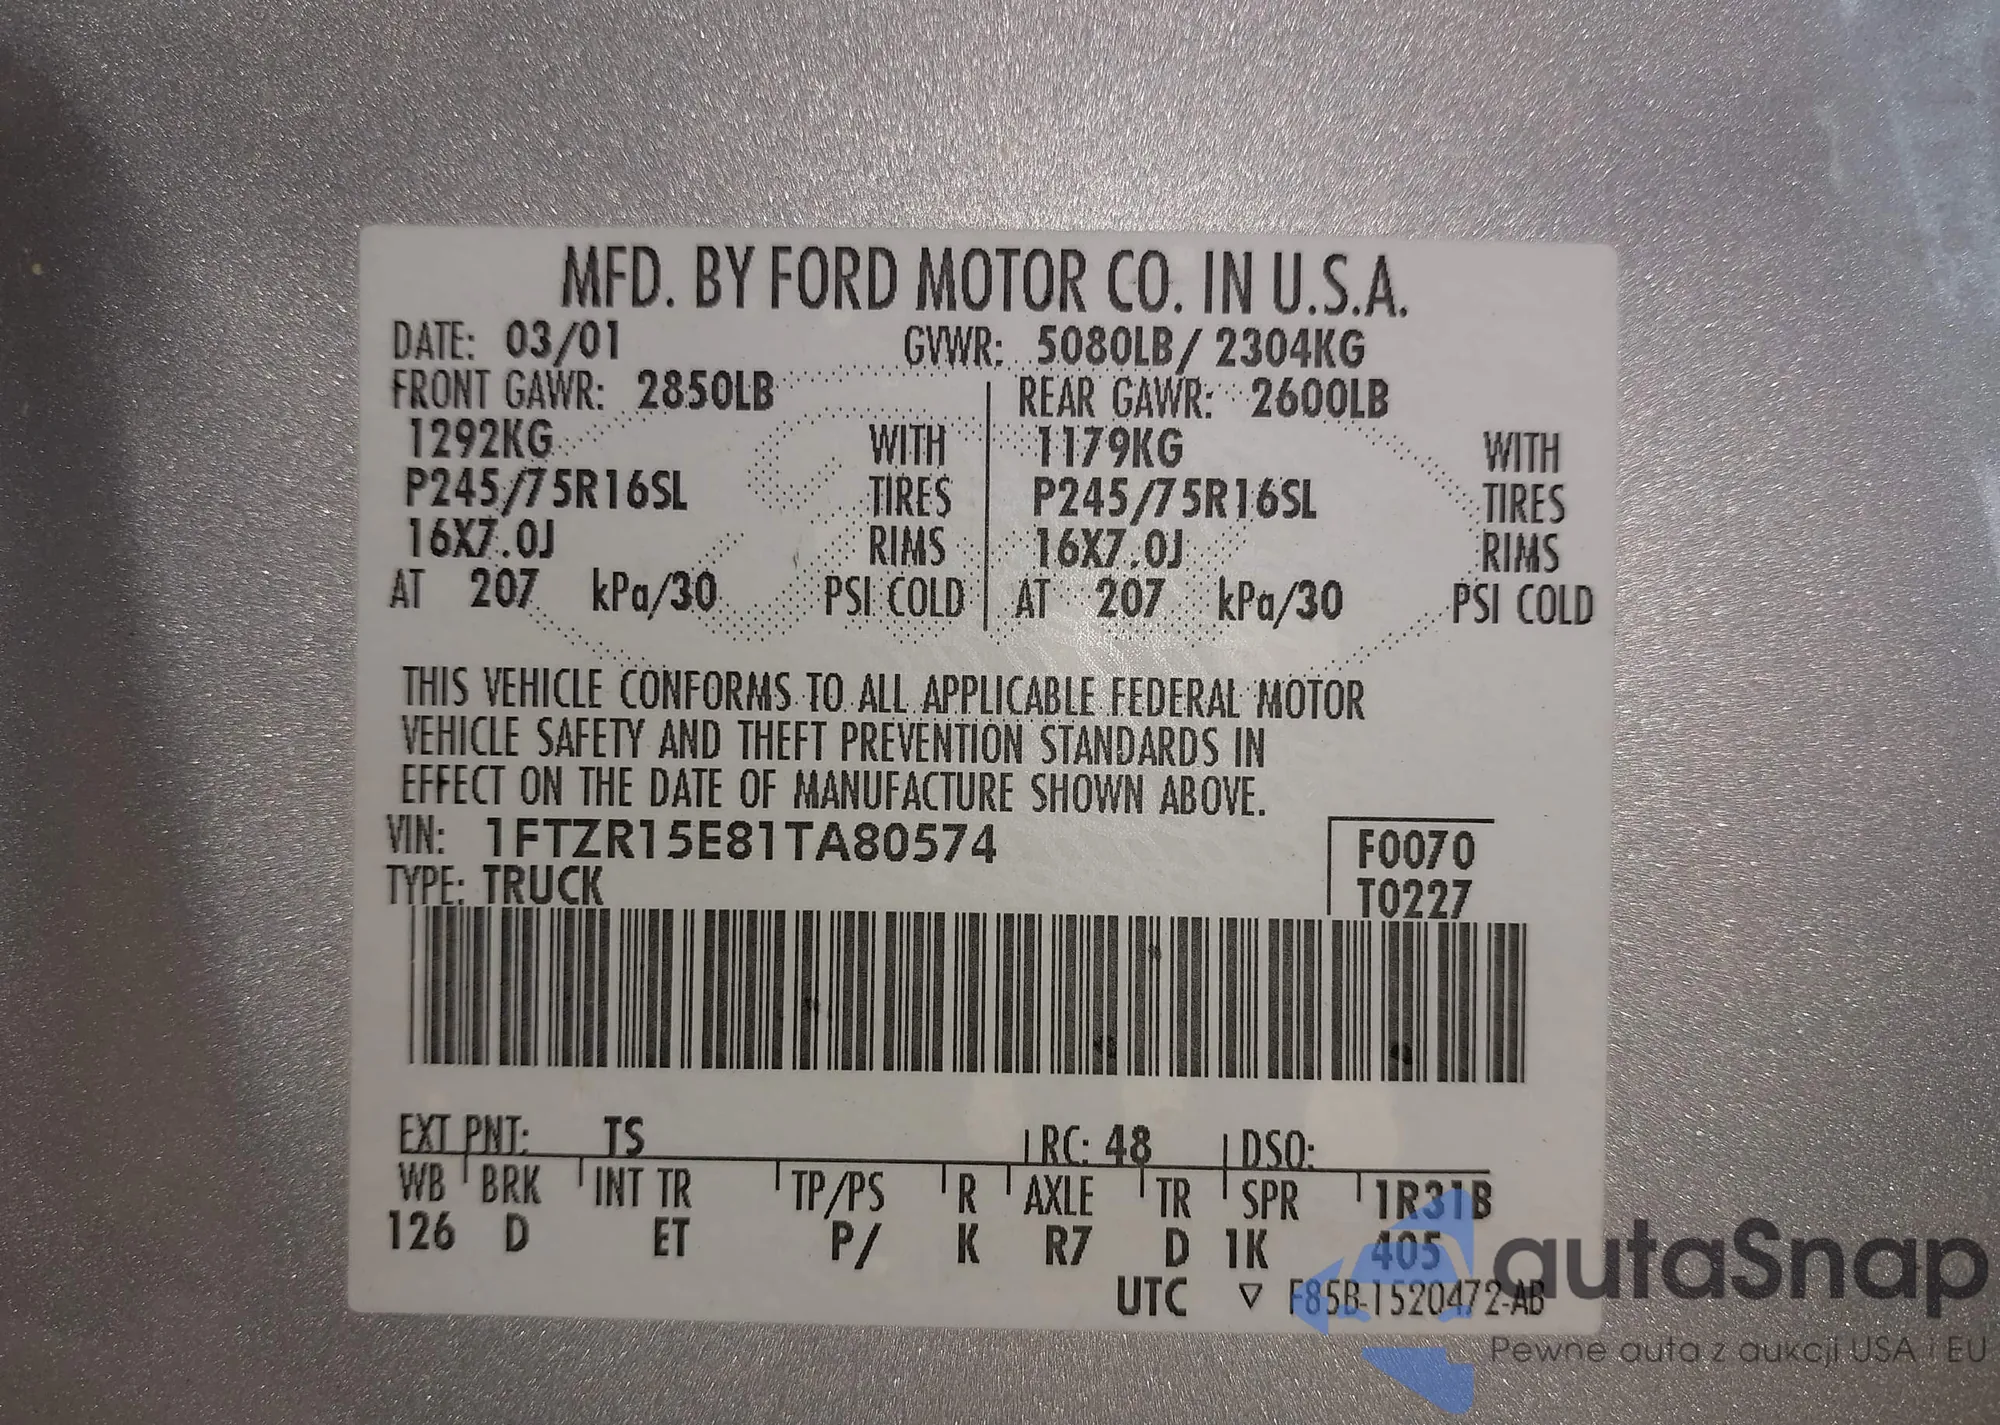 MFD. BY FORD MOTOR CO. IN U.S.A.
DATE: 03/01 GVWR: 5080LB/ 2304KG
FRONT GAWR: 2850LB REAR GAWR: 2600LB
1292KG WITH 1179KG WITH
P245/75R16SL TIRES P245/75R16SL TIRES
16X7.0J RIMS 16X7.0J RIMS
AT 207 kPa/30 PSI COLD AT 207 kPa/30 PSI COLD
THIS VEHICLE CONFORMS TO ALL APPLICABLE FEDERAL MOTOR
VEHICLE SAFETY AND THEFT PREVENTION STANDARDS IN
EFFECT ON THE DATE OF MANUFACTURE SHOWN ABOVE.
VIN: 1FTZR15E81TA80574 F0070
TYPE: TRUCK T0227
EXT PNT: TS RC: 48 DSO:
WB BRK INT TR TP/PS R AXLE TR SPR 1R31B
126 D ET P/ K R7 D 1K 405
UTC ▽ F85B-1520472-AB
autaSnap
Pewne auta z aukcji USA i EU